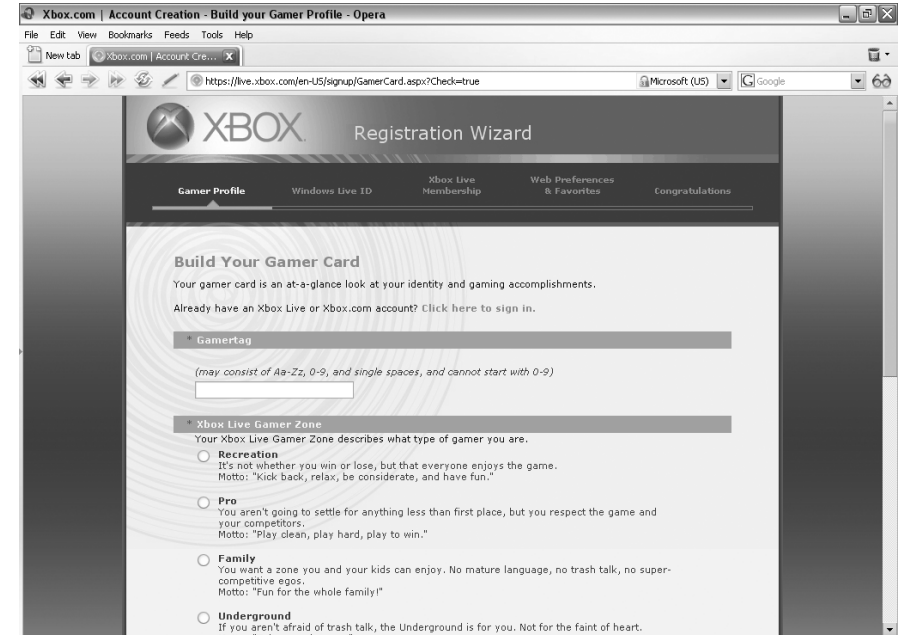 Xbox.com | Account Creation - Build your Gamer Profile - Opera
File Edit View Bookmarks Feeds Tools Help
New tab Xbox.com | Account Cre... X
https://live.xbox.com/en-US/signup/GamerCard.aspx?Check=true Microsoft (US) G Google
XBOX Registration Wizard
Gamer Profile
Windows Live ID
Xbox Live
Membership
Web Preferences
& Favorites
Congratulations
Build Your Gamer Card
Your gamer card is an at-a-glance look at your identity and gaming accomplishments.
Already have an Xbox Live or Xbox.com account? Click here to sign in.
* Gamertag
(may consist of Aa-Zz, 0-9, and single spaces, and cannot start with 0-9)
* Xbox Live Gamer Zone
Your Xbox Live Gamer Zone describes what type of gamer you are.
Recreation
It's not whether you win or lose, but that everyone enjoys the game.
Motto: "Kick back, relax, be considerate, and have fun."
Pro
You aren't going to settle for anything less than first place, but you respect the game and
your competitors.
Motto: "Play clean, play hard, play to win."
Family
You want a zone you and your kids can enjoy. No mature language, no trash talk, no super-
competitive egos.
Motto: "Fun for the whole family!"
Underground
If you aren't afraid of trash talk, the Underground is for you. Not for the faint of heart.